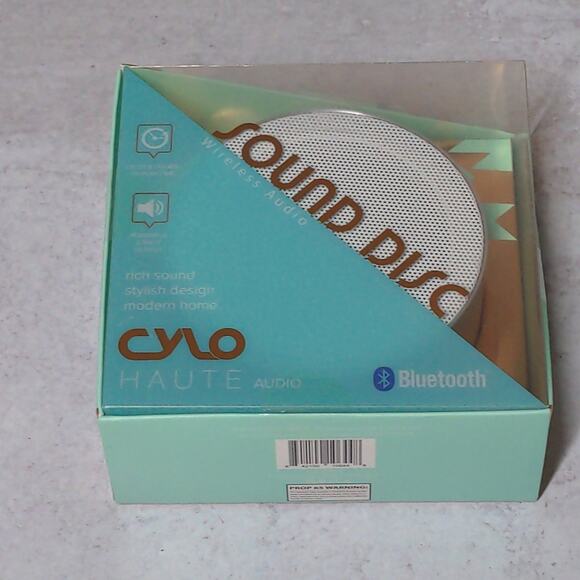 SOUND DISC
Wireless Audio
rich sound
stylish design
modern home
CYLO
HAUTE AUDIO
Bluetooth
PROP 65 WARNING: